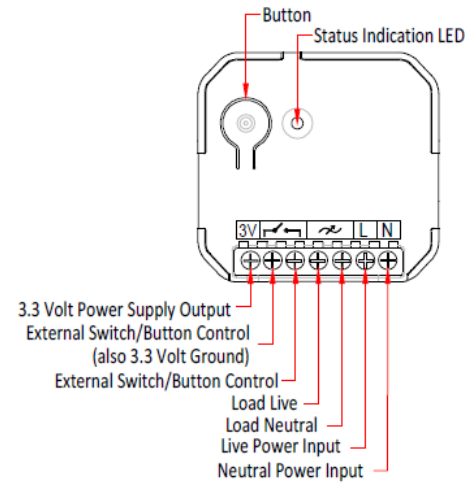 Button
Status Indication LED
3V L N
3.3 Volt Power Supply Output
External Switch/Button Control
(also 3.3 Volt Ground)
External Switch/Button Control
Load Live
Load Neutral
Live Power Input
Neutral Power Input